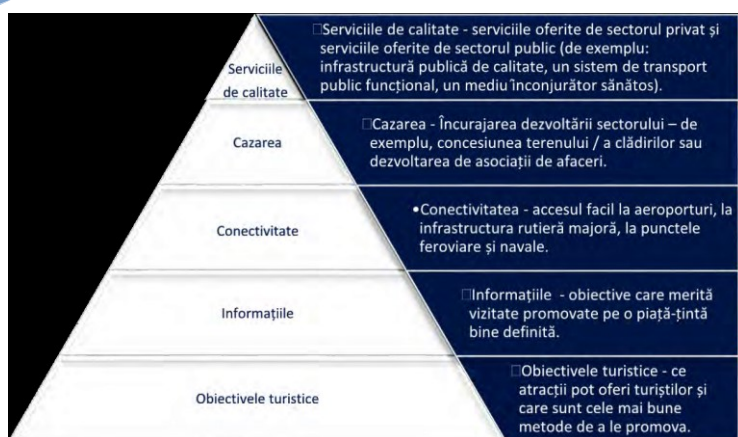 Serviciile
de calitate
□Serviciile de calitate - serviciile oferite de sectorul privat și
serviciile oferite de sectorul public (de exemplu:
infrastructură publică de calitate, un sistem de transport
public funcțional, un mediu înconjurător sănătos).
Cazarea
□Cazarea - Încurajarea dezvoltării sectorului – de
exemplu, concesiunea terenului / a clădirilor sau
dezvoltarea de asociații de afaceri.
Conectivitate
•Conectivitatea - accesul facil la aeroporturi, la
infrastructura rutieră majoră, la punctele
feroviare și navale.
Informațiile
□Informațiile - obiective care merită
vizitate promovate pe o piață-țintă
bine definită.
Obiectivele turistice
□Obiectivele turistice - ce
atracții pot oferi turiștilor și
care sunt cele mai bune
metode de a le promova.